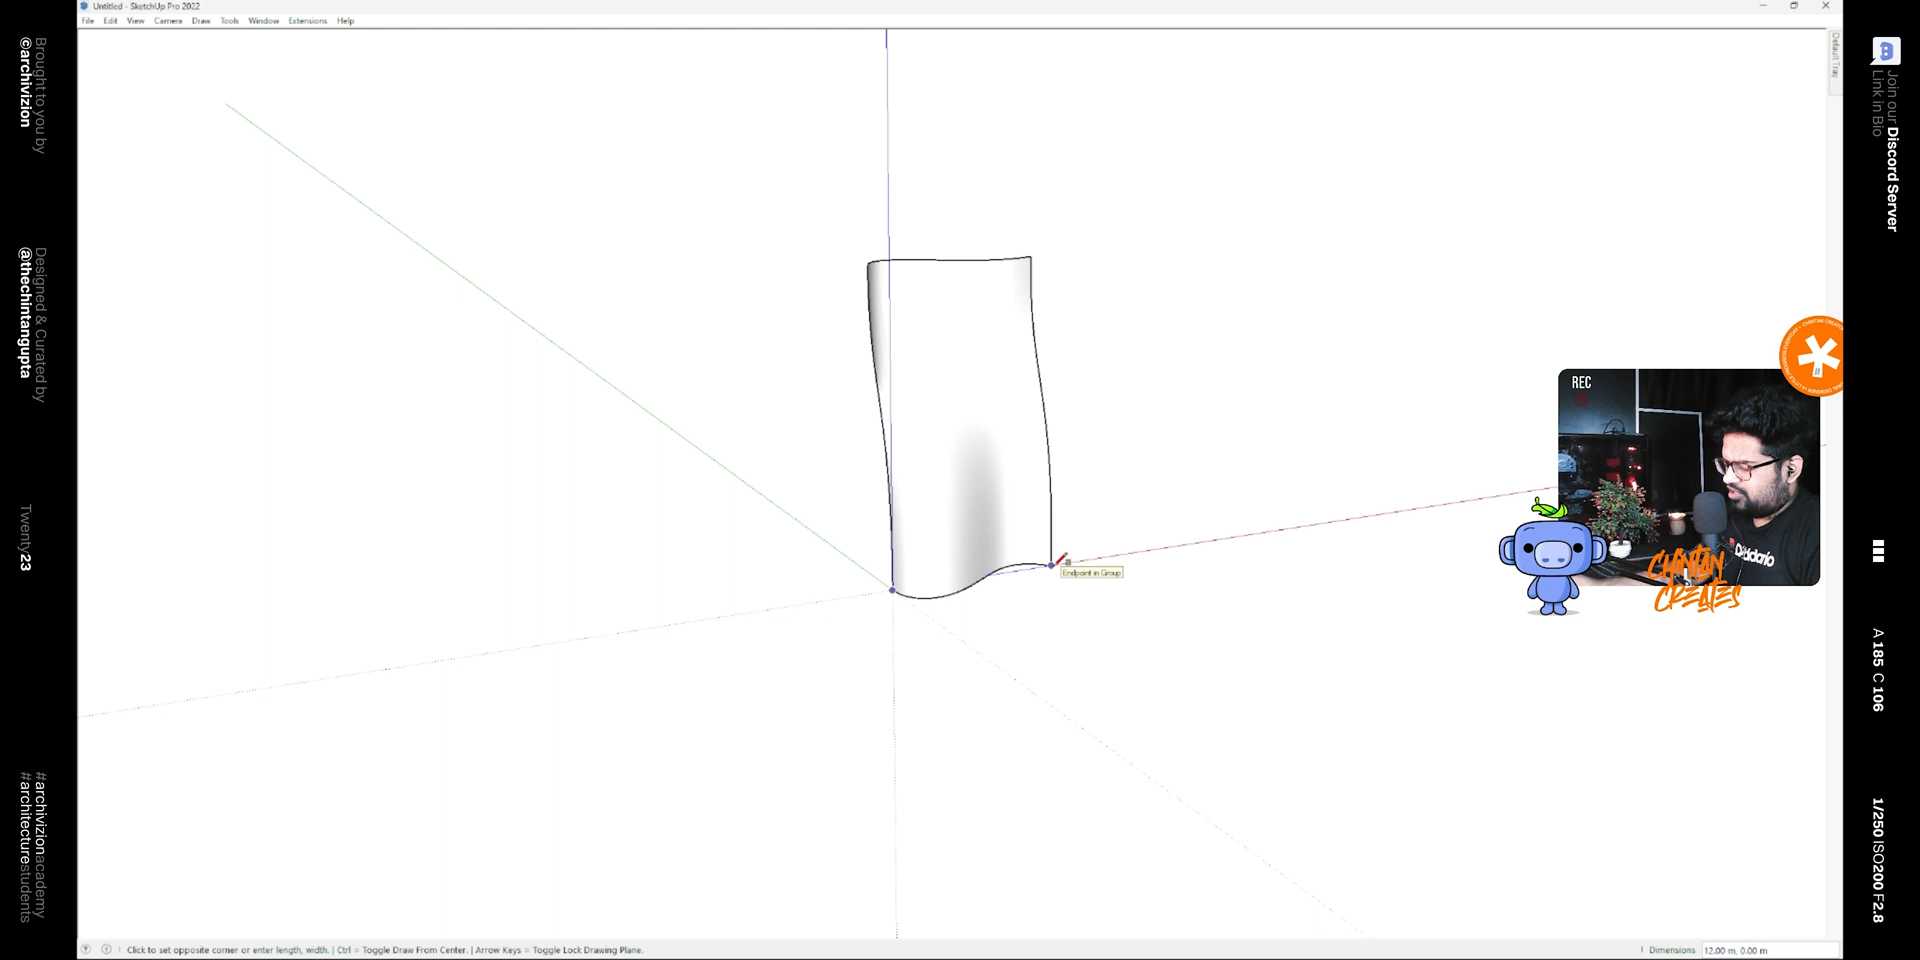 Untitled - SketchUp Pro 2022
File Edit View Camera Draw Tools Window Extensions Help
Default Tray
Brought to you by
©archivizion
Designed & Curated by
@thechintangupta
Twenty23
#archivizionacademy
#architecturestudents
Join our Discord Server
Link in Bio
REC
D'Addario
CHINTAN
CREATES
Endpoint in Group
A 185 C 106
1/250 ISO200 F2.8
Click to set opposite corner or enter length, width. | Ctrl = Toggle Draw From Center. | Arrow Keys = Toggle Lock Drawing Plane.
Dimensions 12.00 m, 0.00 m